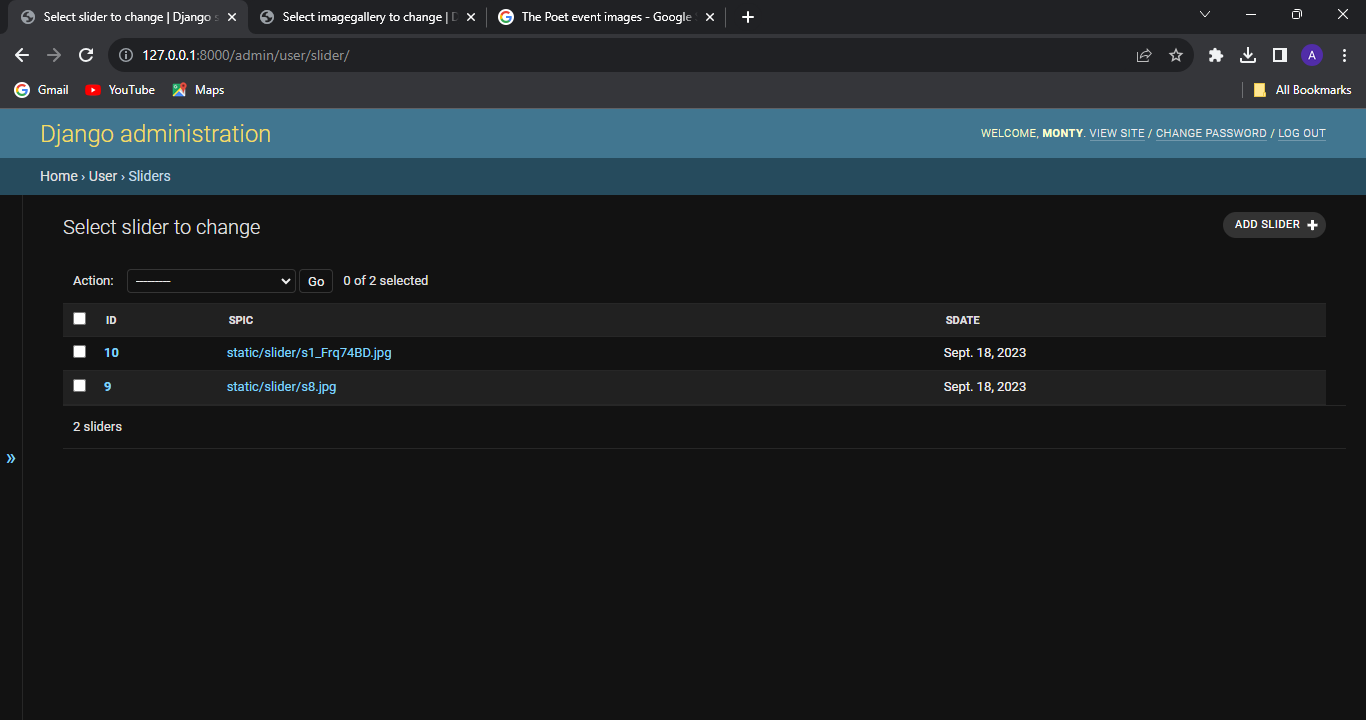 Select slider to change | Django s
Select imagegallery to change | D
The Poet event images - Google S
127.0.0.1:8000/admin/user/slider/
A
Gmail
YouTube
Maps
All Bookmarks
Django administration
WELCOME, MONTY. VIEW SITE / CHANGE PASSWORD / LOG OUT
Home › User › Sliders
Select slider to change
ADD SLIDER +
Action: --------- Go 0 of 2 selected
ID SPIC SDATE
10 static/slider/s1_Frq74BD.jpg Sept. 18, 2023
9 static/slider/s8.jpg Sept. 18, 2023
2 sliders
»